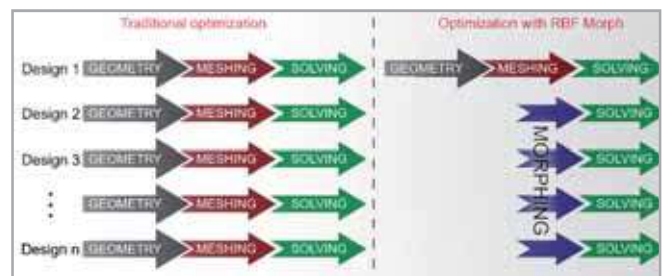 Traditional optimization
Optimization with RBF Morph
Design 1 GEOMETRY MESHING SOLVING
GEOMETRY MESHING SOLVING
Design 2 GEOMETRY MESHING SOLVING
SOLVING
Design 3 GEOMETRY MESHING SOLVING
SOLVING
GEOMETRY MESHING SOLVING
SOLVING
Design n GEOMETRY MESHING SOLVING
SOLVING
MORPHING